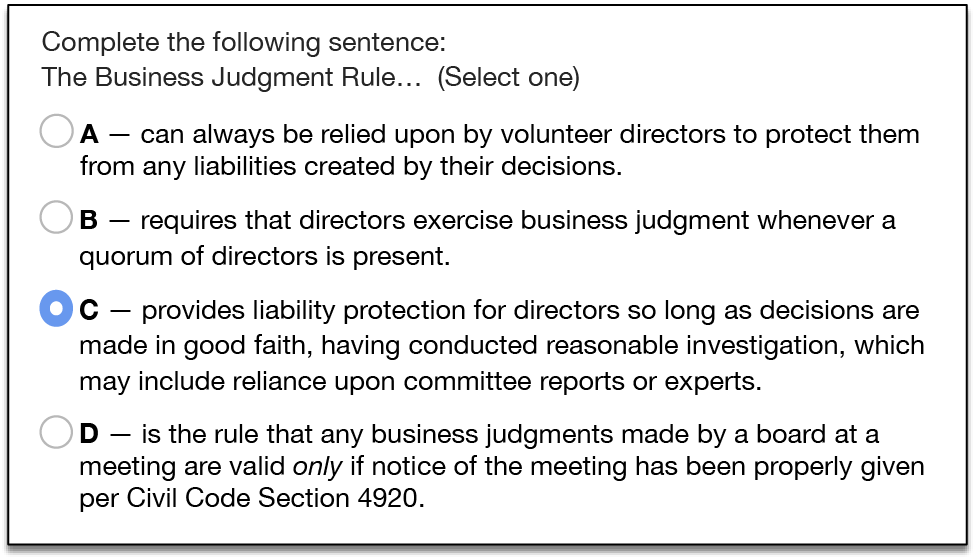 Complete the following sentence:
The Business Judgment Rule… (Select one)
A — can always be relied upon by volunteer directors to protect them
from any liabilities created by their decisions.
B — requires that directors exercise business judgment whenever a
quorum of directors is present.
C — provides liability protection for directors so long as decisions are
made in good faith, having conducted reasonable investigation, which
may include reliance upon committee reports or experts.
D — is the rule that any business judgments made by a board at a
meeting are valid only if notice of the meeting has been properly given
per Civil Code Section 4920.